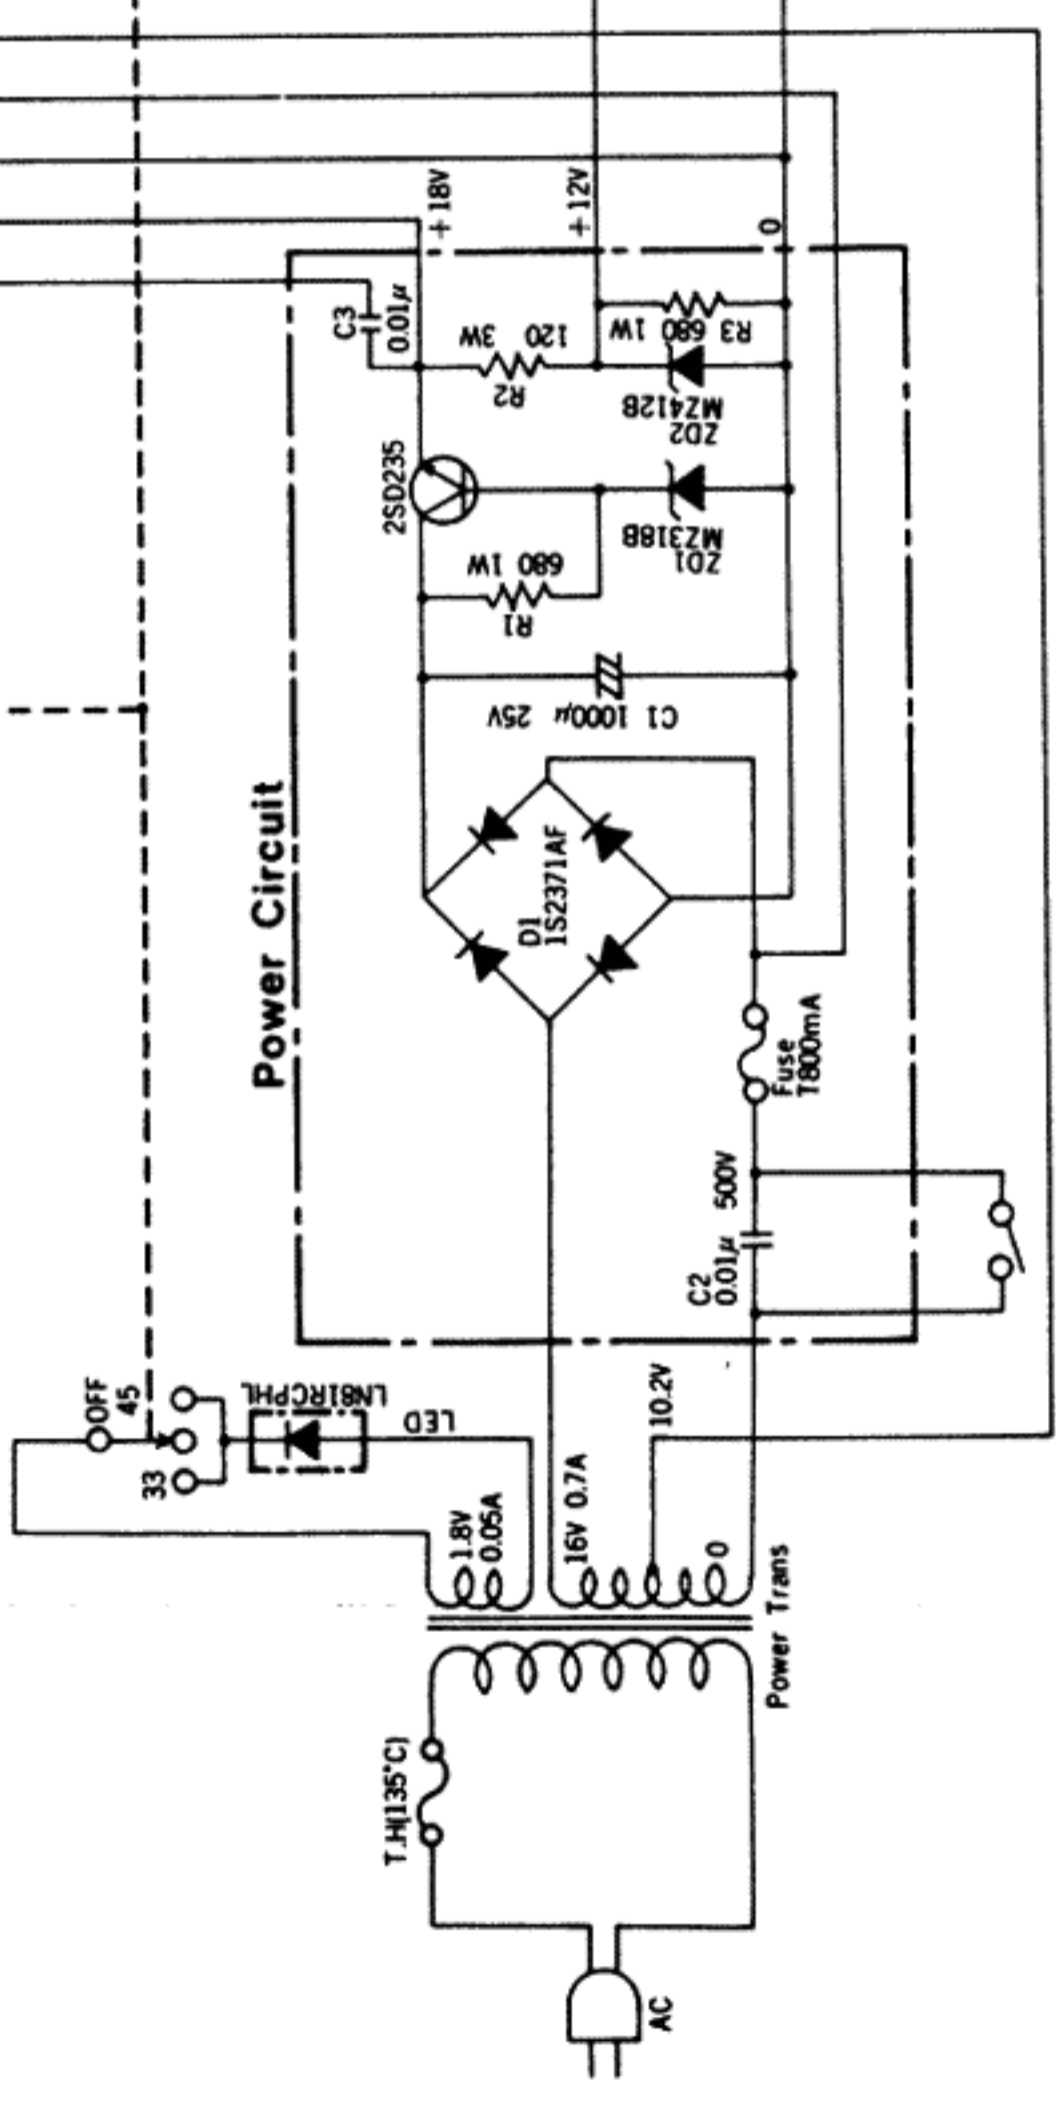 +18V
+12V
0
C3
0.01μ
120 3W
R2
R3 680 1W
MZ412B
ZD2
2SD235
MZ318B
ZD1
680 1W
R1
C1 1000μ 25V
Power Circuit
D1
1S2371AF
Fuse
T800mA
C2
0.01μ 500V
OFF
45
33
LN81RCPHL
LED
10.2V
1.8V
0.05A
16V 0.7A
0
Power Trans
T.H(135°C)
AC